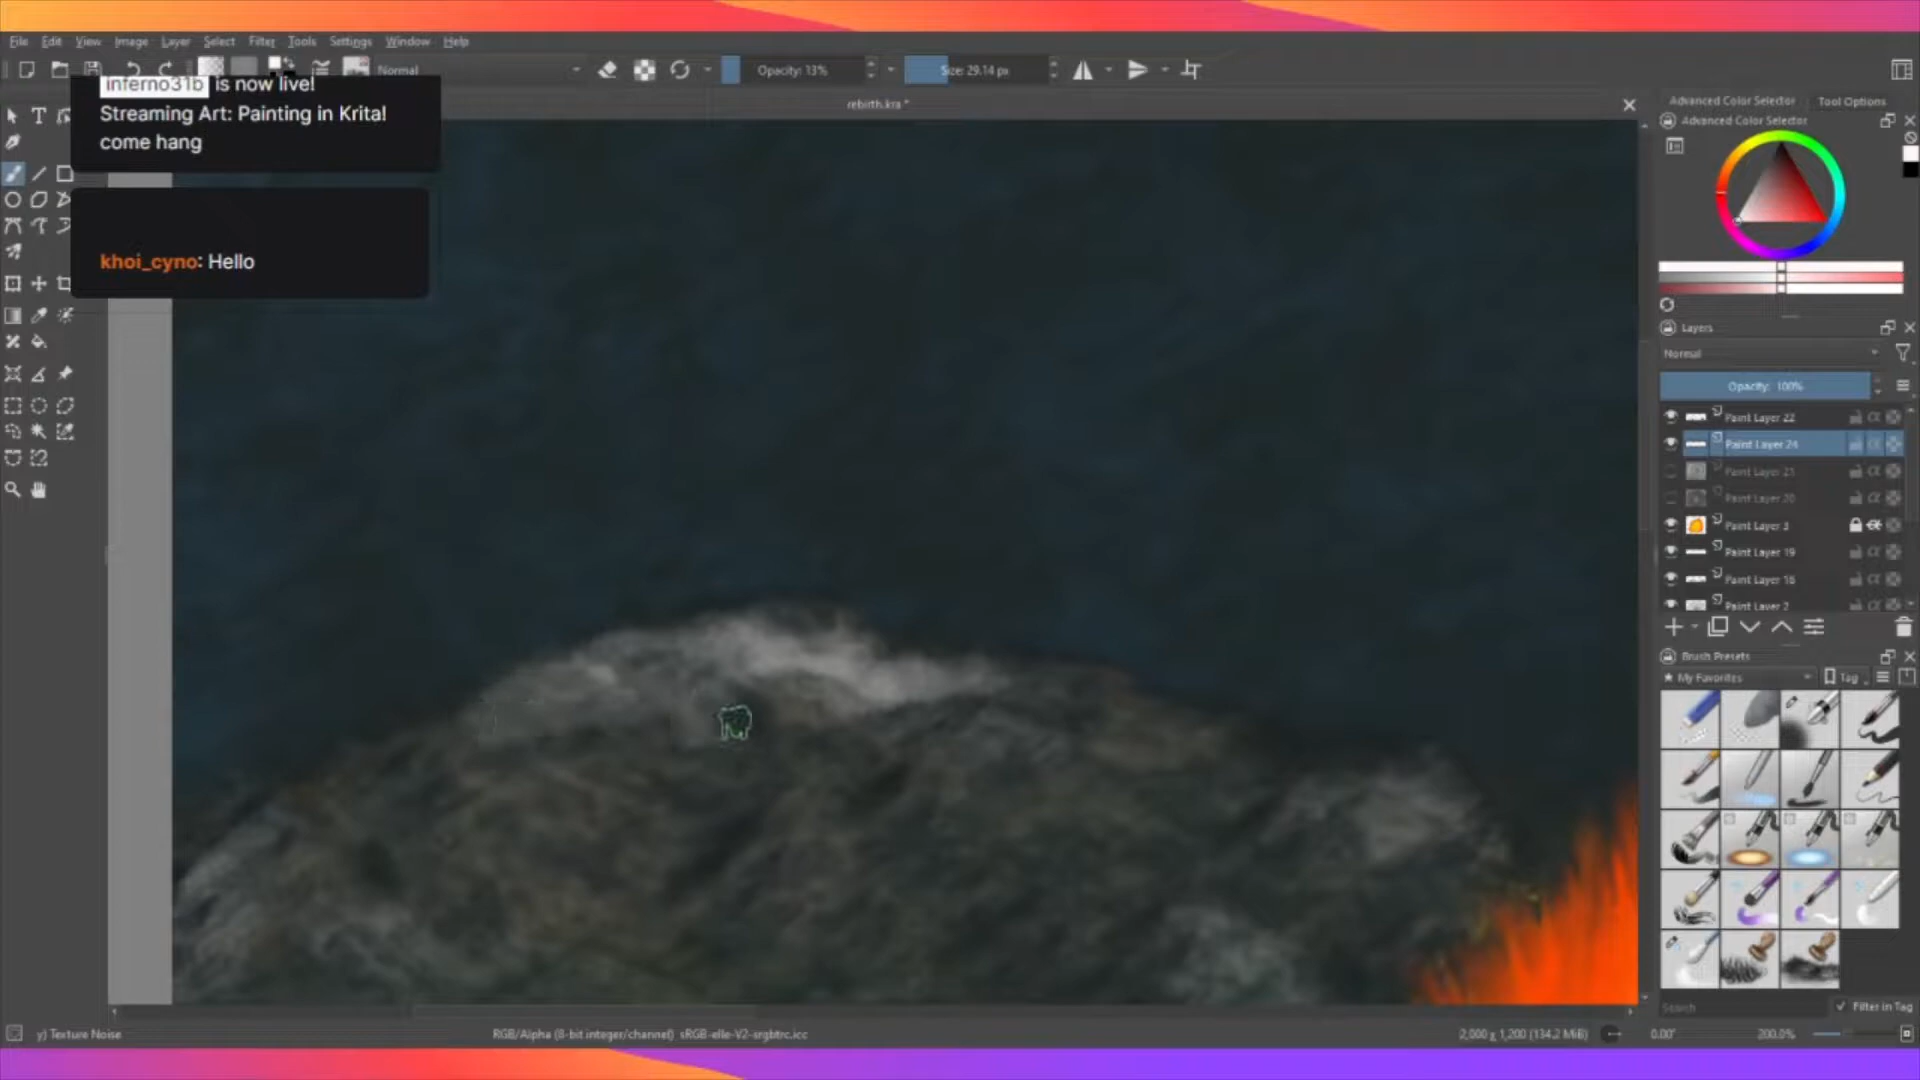 File Edit View Image Layer Select Filter Tools Settings Window Help
Normal
Opacity: 13%
Size: 29.14 px
inferno31b is now live!
Streaming Art: Painting in Krita!
come hang
khoi_cyno: Hello
rebirth.kra *
Advanced Color Selector
Tool Options
Advanced Color Selector
Layers
Normal
Opacity: 100%
Paint Layer 22
Paint Layer 24
Paint Layer 21
Paint Layer 20
Paint Layer 3
Paint Layer 19
Paint Layer 18
Paint Layer 2
Brush Presets
My Favorites
Tag
Search
Filter in Tag
y) Texture Noise
RGB/Alpha (8-bit integer/channel) sRGB-elle-V2-srgbtrc.icc
2,000 x 1,200 (134.2 MiB)
0.00°
200.0%